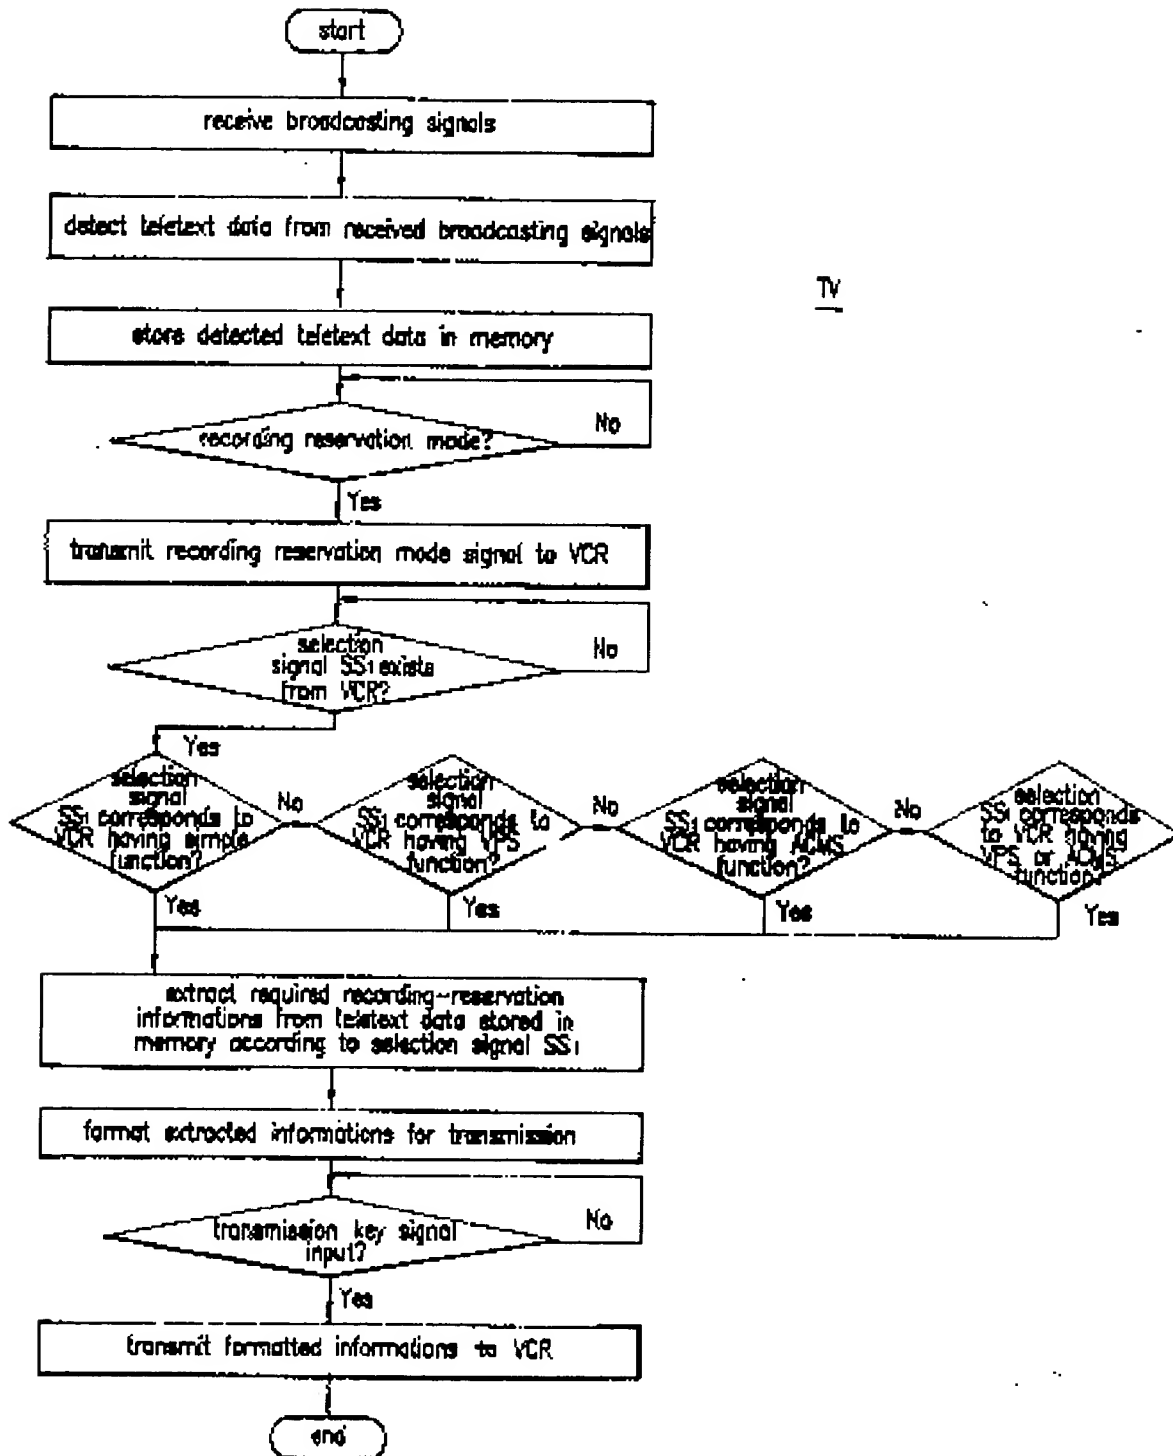 start
receive broadcasting signals
detect teletext data from received broadcasting signals
TV
store detected teletext data in memory
No
recording reservation mode?
Yes
transmit recording reservation mode signal to VCR
No
selection
signal SS1 exists
from VCR?
Yes
selection
signal
SS1 corresponds to
VCR having simple
function?
No
selection
signal
SS1 corresponds to
VCR having VPS
function?
No
selection
signal
SS1 corresponds to
VCR having ACMS
function?
No
selection
SS1 corresponds
to VCR having
VPS or ACMS
function.
Yes
Yes
Yes
Yes
extract required recording-reservation
informations from teletext data stored in
memory according to selection signal SS1
format extracted informations for transmission
No
transmission key signal
input?
Yes
transmit formatted informations to VCR
end